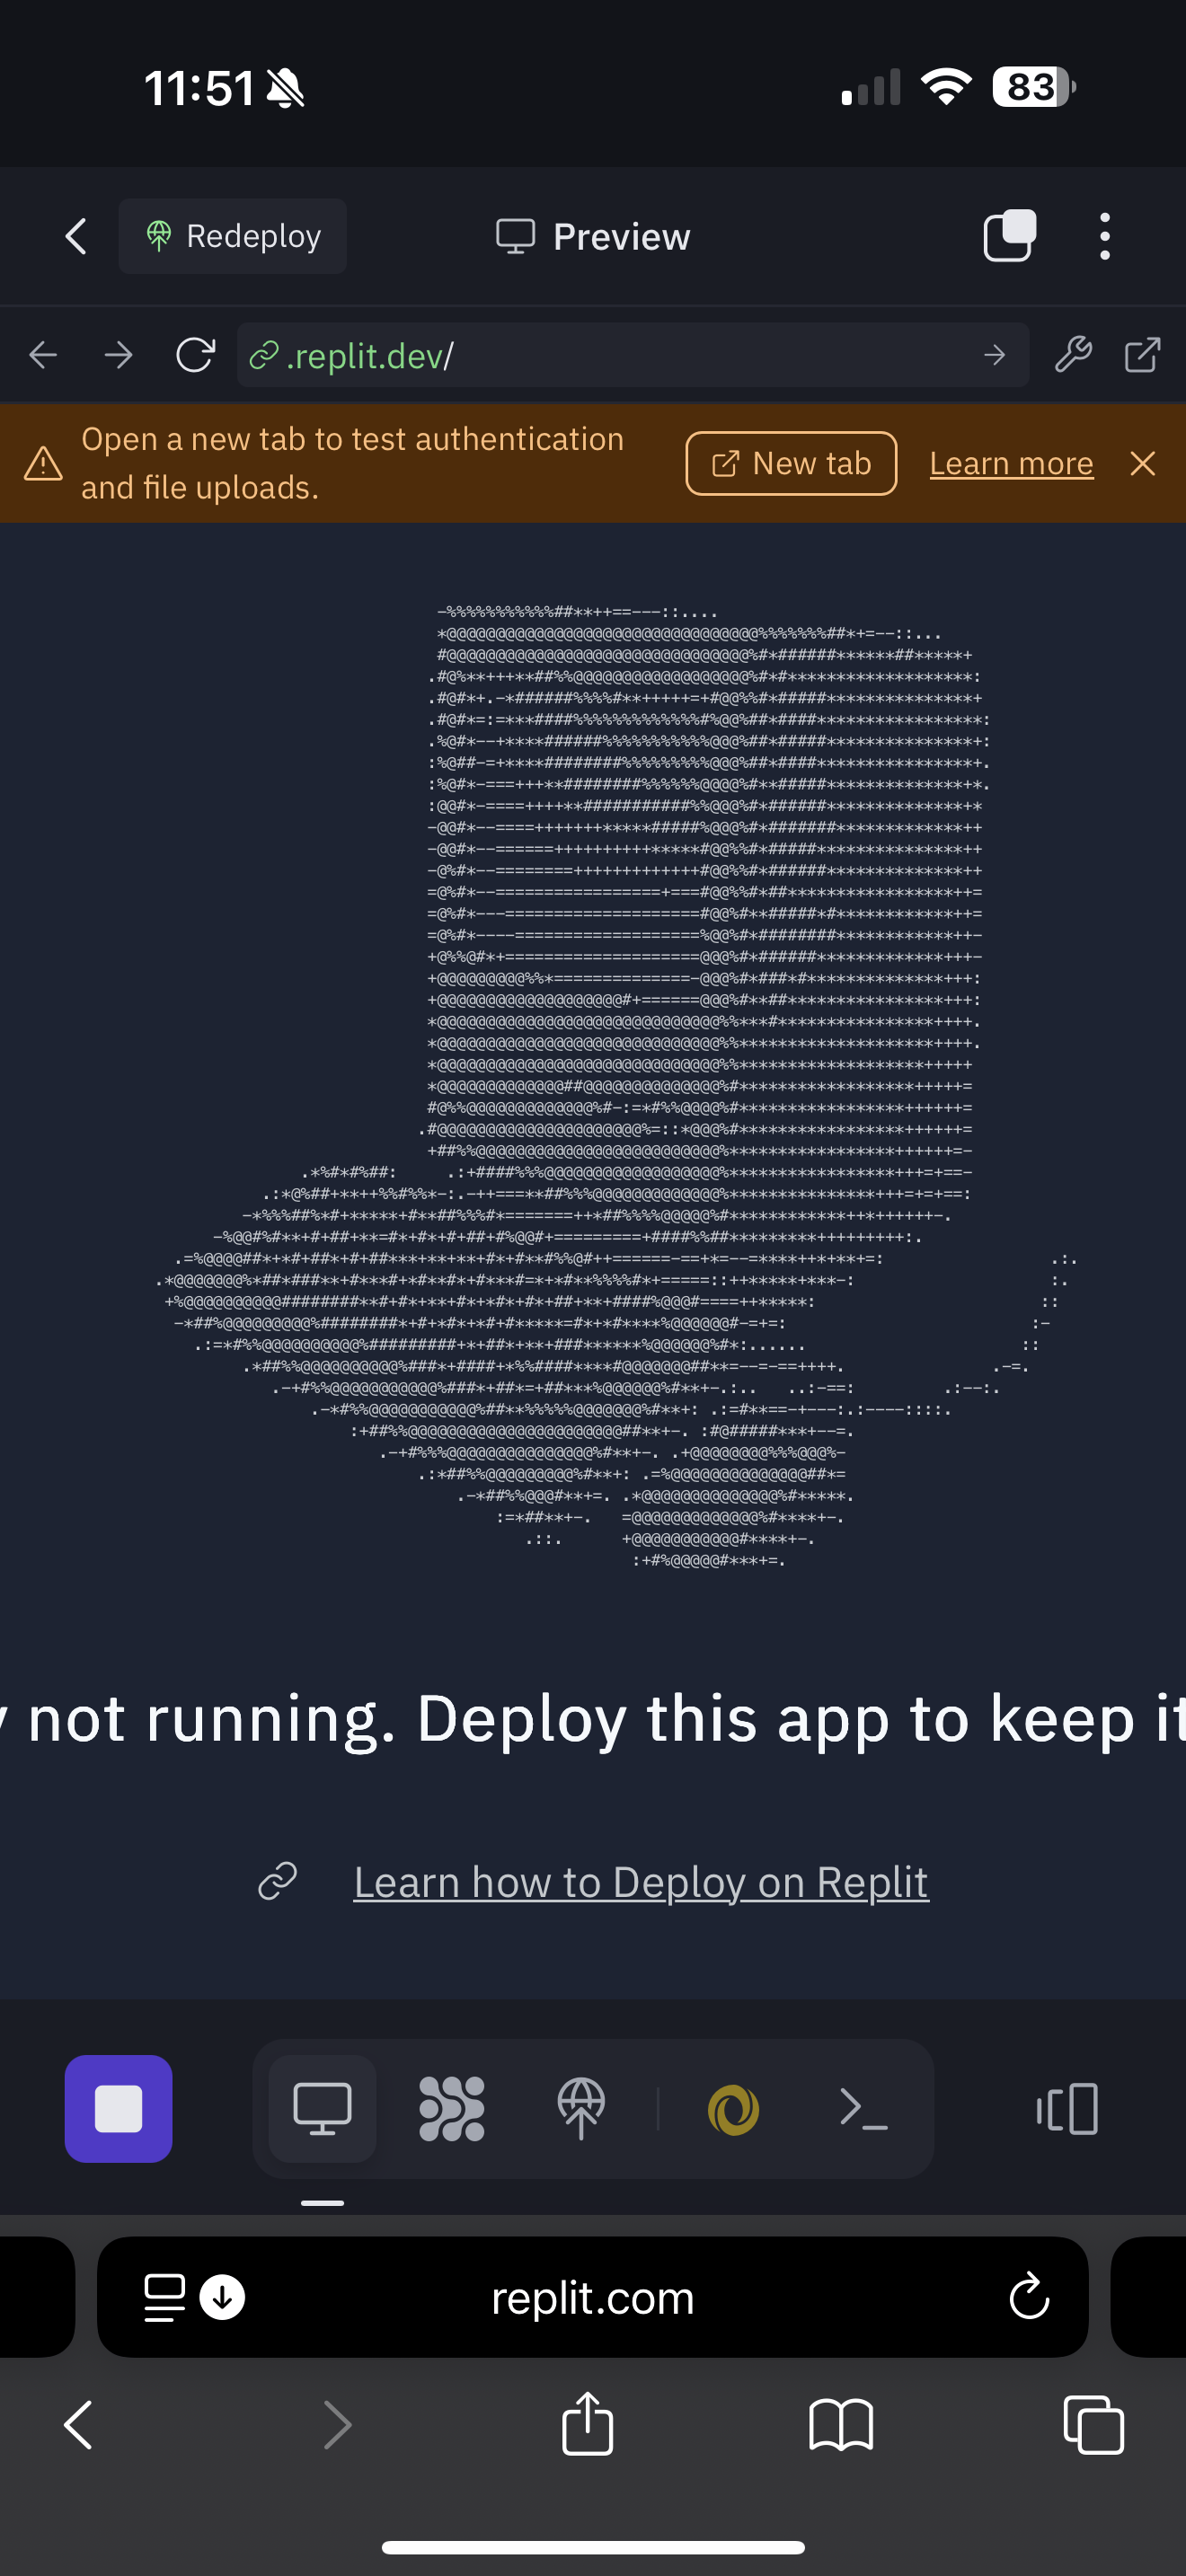 11:51
83
Redeploy
Preview
.replit.dev/
Open a new tab to test authentication
and file uploads.
New tab
Learn more
not running. Deploy this app to keep it
Learn how to Deploy on Replit
replit.com